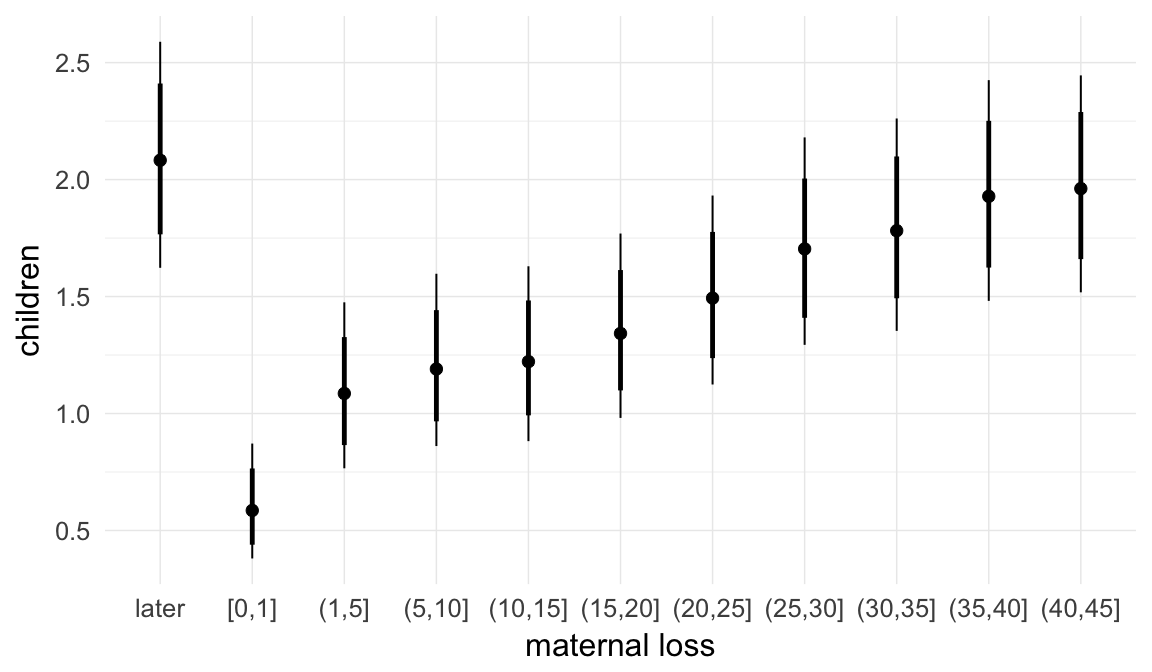 2.5
2.0
1.5
1.0
0.5
children
later [0,1] (1,5] (5,10] (10,15] (15,20] (20,25] (25,30] (30,35] (35,40] (40,45]
maternal loss